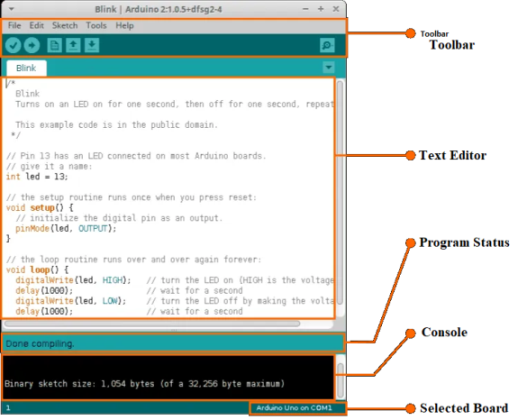 Blink | Arduino 2:1.0.5+dfsg2-4
File Edit Sketch Tools Help
Toolbar
Toolbar
Blink
/*
Blink
Turns on an LED on for one second, then off for one second, repeat
This example code is in the public domain.
*/
// Pin 13 has an LED connected on most Arduino boards.
// give it a name:
int led = 13;
Text Editor
// the setup routine runs once when you press reset:
void setup() {
// initialize the digital pin as an output.
pinMode(led, OUTPUT);
}
// the loop routine runs over and over again forever:
void loop() {
digitalWrite(led, HIGH); // turn the LED on (HIGH is the voltage
delay(1000); // wait for a second
digitalWrite(led, LOW); // turn the LED off by making the volta
delay(1000); // wait for a second
Program Status
Done compiling.
Console
Binary sketch size: 1,054 bytes (of a 32,256 byte maximum)
1
Arduino Uno on COM1
Selected Board